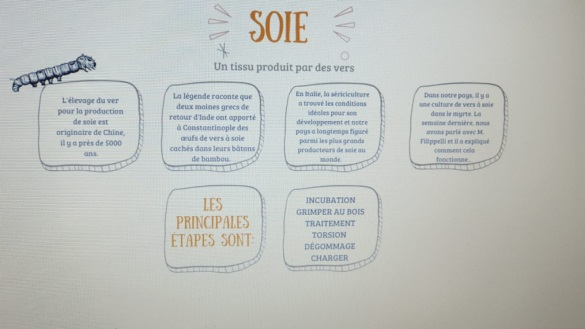 SOIE
Un tissu produit par des vers
L'élevage du ver
pour la production
de soie est
originaire de Chine,
il y a près de 5000
ans.
La légende raconte que
deux moines grecs de
retour d'Inde ont apporté
à Constantinople des
œufs de vers à soie
cachés dans leurs bâtons
de bambou.
En Italie, la sériciculture
a trouvé les conditions
idéales pour son
développement et notre
pays a longtemps figuré
parmi les plus grands
producteurs de soie au
monde.
Dans notre pays, il y a
une culture de vers à soie
dans le myrte. La
semaine dernière, nous
avons parlé avec M.
Filippelli et il a expliqué
comment cela
fonctionne.
LES
PRINCIPALES
ÉTAPES SONT:
INCUBATION
GRIMPER AU BOIS
TRAITEMENT
TORSION
DÉGOMMAGE
CHARGER